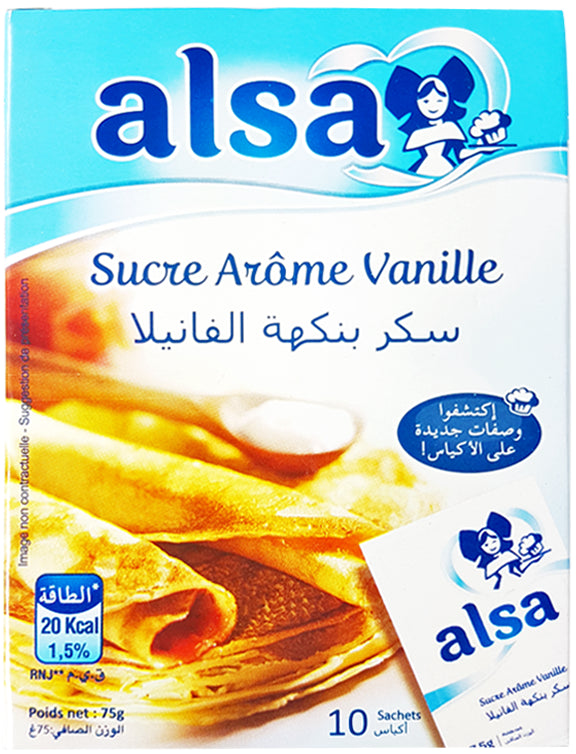 alsa
Sucre Arôme Vanille
سكر بنكهة الفانيلا
إكتشفوا
وصفات جديدة
على الأكياس!
Image non contractuelle - Suggestion de présentation
الطاقة*
20 Kcal
1,5%
RNJ** ق.ي.م
Poids net : 75g
الوزن الصافي:75غ
10 Sachets
أكياس
alsa
Sucre Arôme Vanille
سكر بنكهة الفانيلا